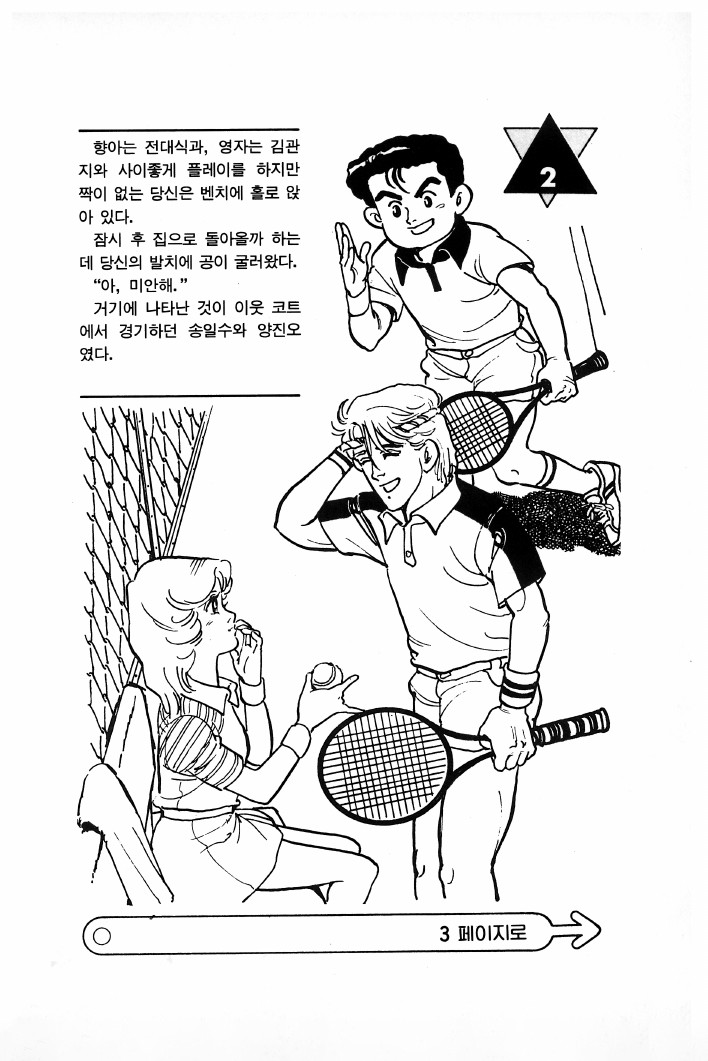 2
향아는 전대식과, 영자는 김관
지와 사이좋게 플레이를 하지만
짝이 없는 당신은 벤치에 홀로 앉
아 있다.
잠시 후 집으로 돌아올까 하는
데 당신의 발치에 공이 굴러왔다.
“아, 미안해.”
거기에 나타난 것이 이웃 코트
에서 경기하던 송일수와 양진오
였다.
3 페이지로